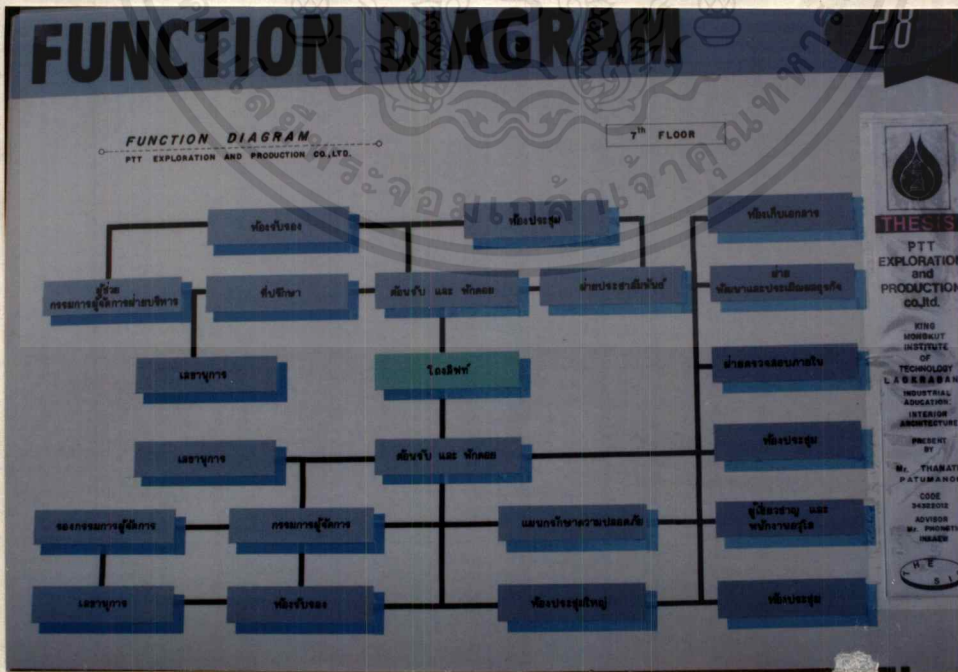 FUNCTION DIAGRAM
28
FUNCTION DIAGRAM
PTT EXPLORATION AND PRODUCTION CO.,LTD.
7th FLOOR
ห้องรับรอง
ห้องประชุม
ห้องเก็บเอกสาร
ผู้ช่วย
กรรมการผู้จัดการฝ่ายบริหาร
ที่ปรึกษา
ต้อนรับ และ พักคอย
ฝ่ายประชาสัมพันธ์
ฝ่าย
พัฒนาและประเมินผลธุรกิจ
เลขานุการ
โถงลิฟท์
ฝ่ายตรวจสอบภายใน
เลขานุการ
ต้อนรับ และ พักคอย
ห้องประชุม
รองกรรมการผู้จัดการ
กรรมการผู้จัดการ
แผนกรักษาความปลอดภัย
ผู้เชี่ยวชาญ และ
พนักงานอาวุโส
เลขานุการ
ห้องรับรอง
ห้องประชุมใหญ่
ห้องประชุม
THESIS
PTT
EXPLORATION
and
PRODUCTION
co.,ltd.
KING
MONGKUT
INSTITUTE
OF
TECHNOLOGY
LADKRABANG
INDUSTRIAL
ADUCATION
INTERIOR
ARCHITECTURE
PRESENT
BY
Mr. THAMATI
PATUMANON
CODE
34322012
ADVISOR
Mr.
THESIS